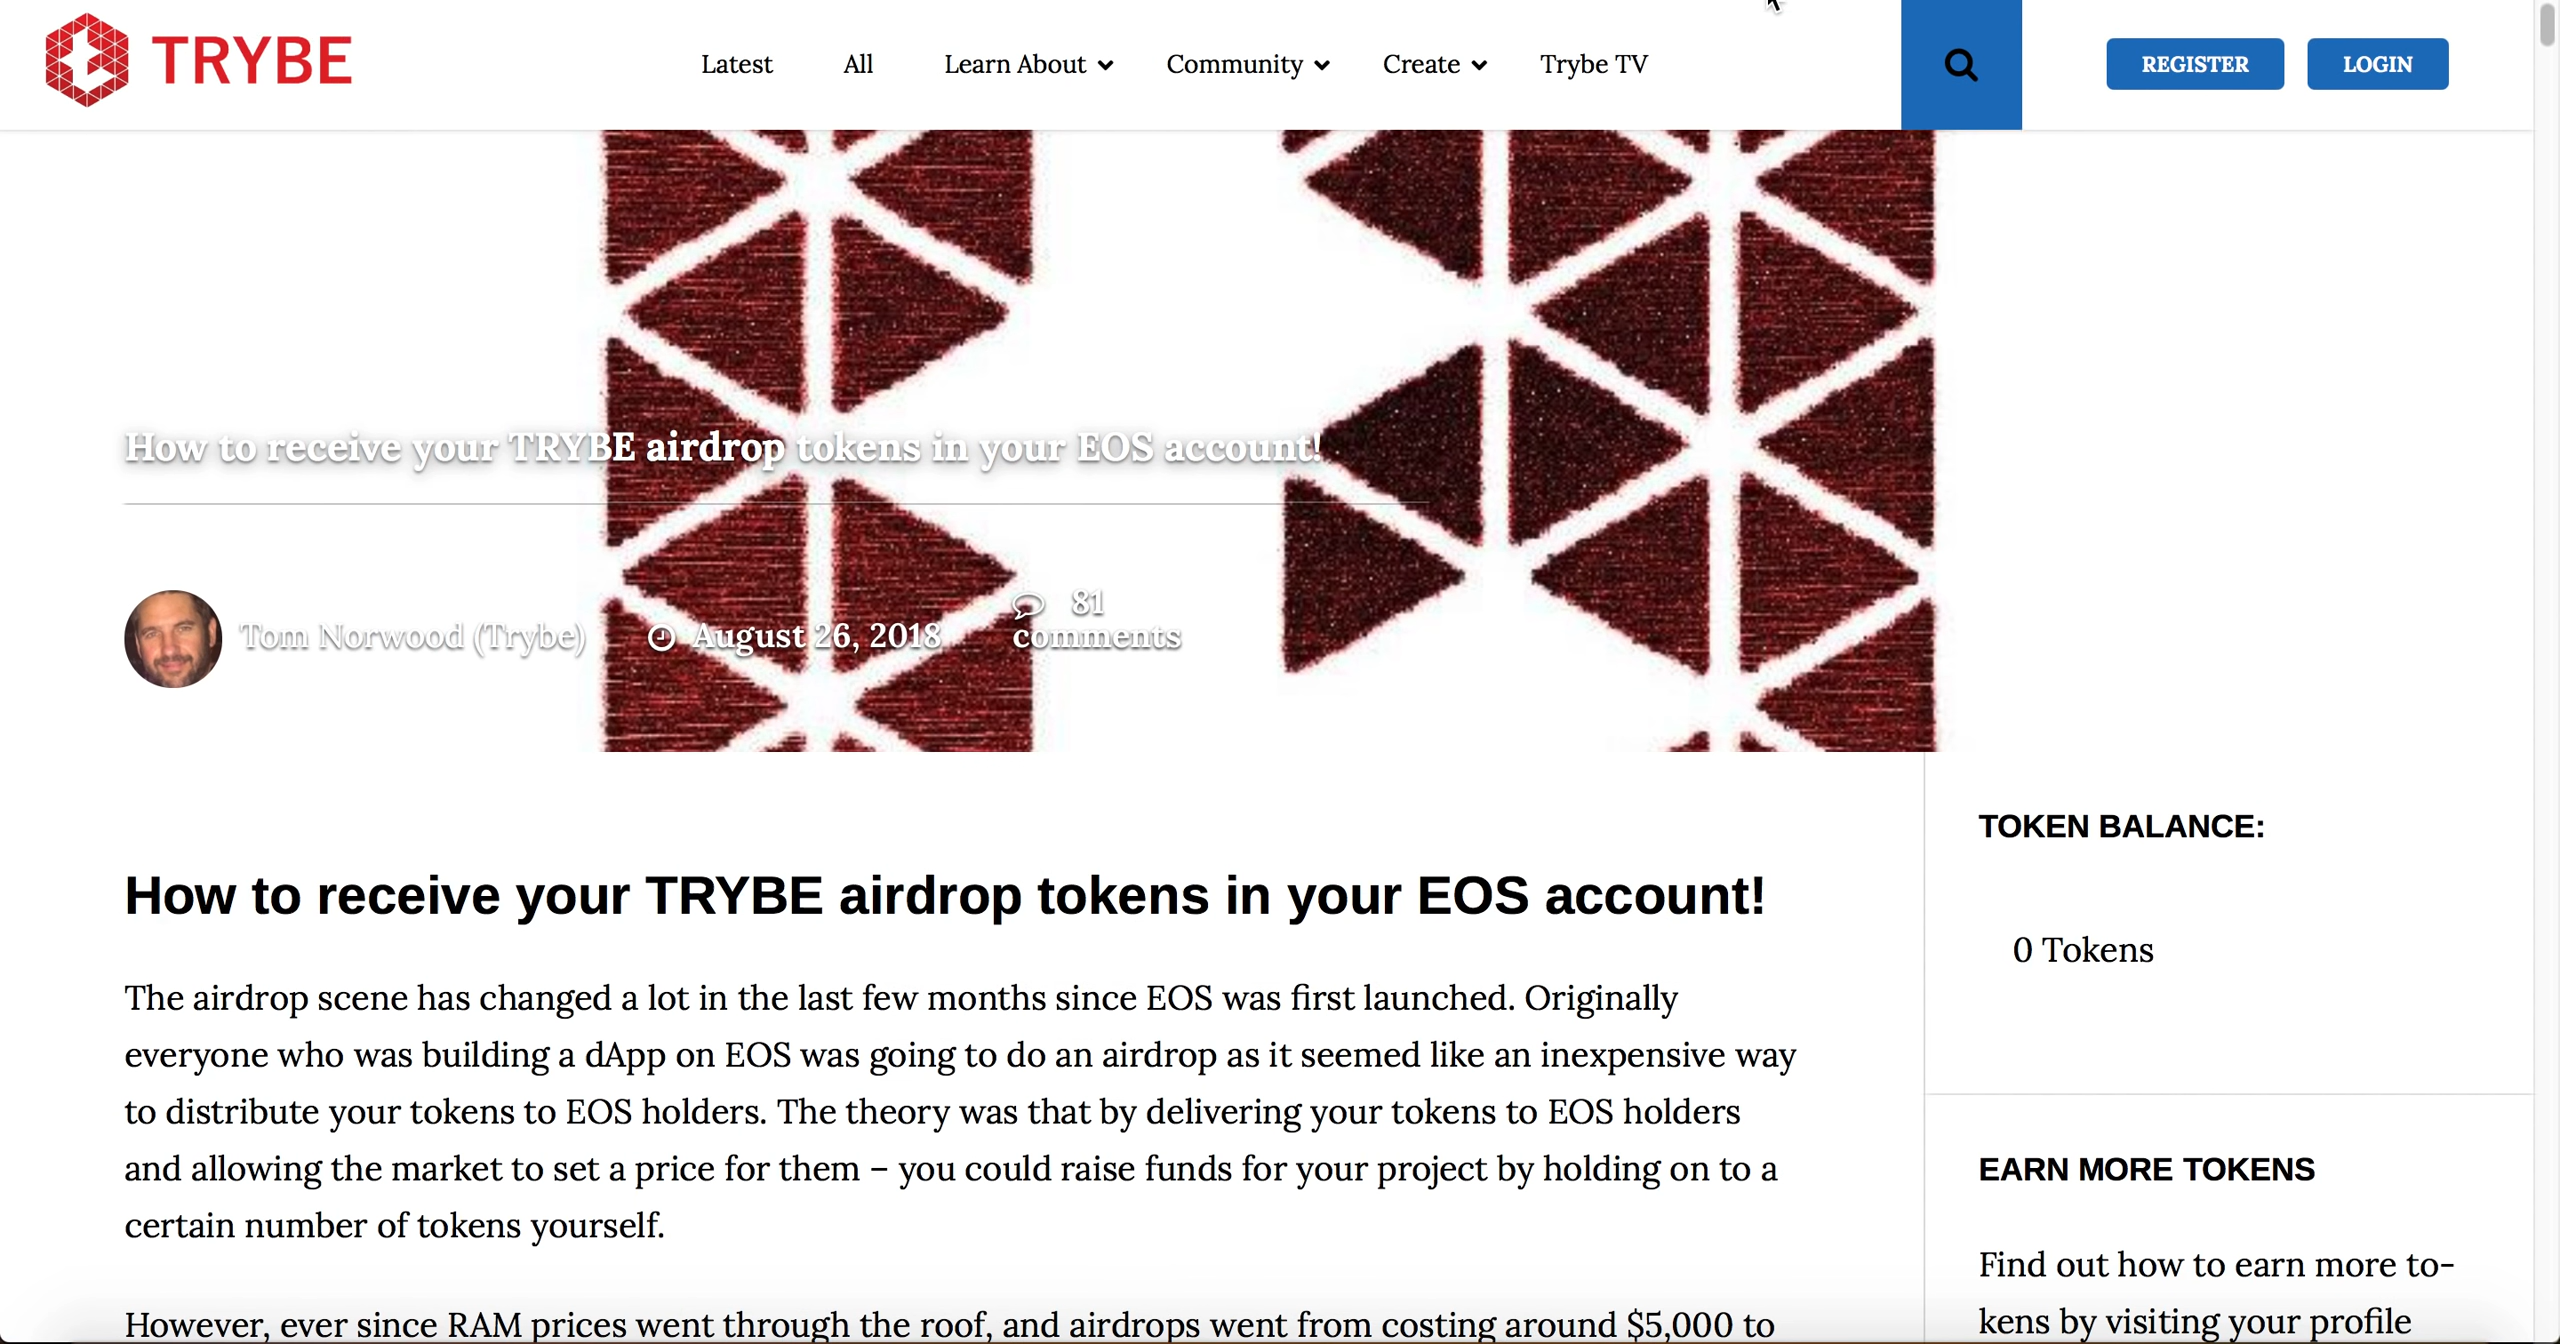 TRYBE
Latest All Learn About Community Create Trybe TV
REGISTER LOGIN
How to receive your TRYBE airdrop tokens in your EOS account!
Tom Norwood (Trybe) August 26, 2018 81 comments
How to receive your TRYBE airdrop tokens in your EOS account!
The airdrop scene has changed a lot in the last few months since EOS was first launched. Originally
everyone who was building a dApp on EOS was going to do an airdrop as it seemed like an inexpensive way
to distribute your tokens to EOS holders. The theory was that by delivering your tokens to EOS holders
and allowing the market to set a price for them – you could raise funds for your project by holding on to a
certain number of tokens yourself.
However, ever since RAM prices went through the roof, and airdrops went from costing around $5,000 to
TOKEN BALANCE:
0 Tokens
EARN MORE TOKENS
Find out how to earn more to-
kens by visiting your profile